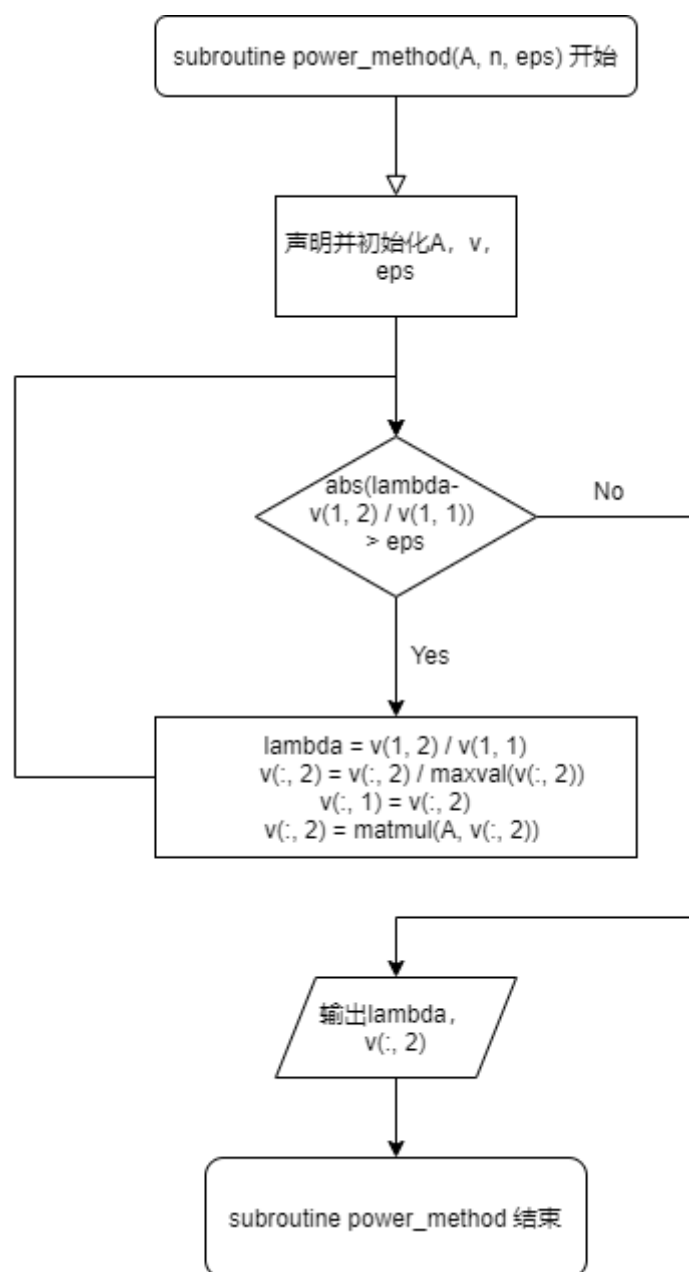 subroutine power_method(A, n, eps) 开始
声明并初始化A，v，
eps
abs(lambda-
v(1, 2) / v(1, 1))
> eps
No
Yes
lambda = v(1, 2) / v(1, 1)
v(:, 2) = v(:, 2) / maxval(v(:, 2))
v(:, 1) = v(:, 2)
v(:, 2) = matmul(A, v(:, 2))
输出lambda，
v(:, 2)
subroutine power_method 结束